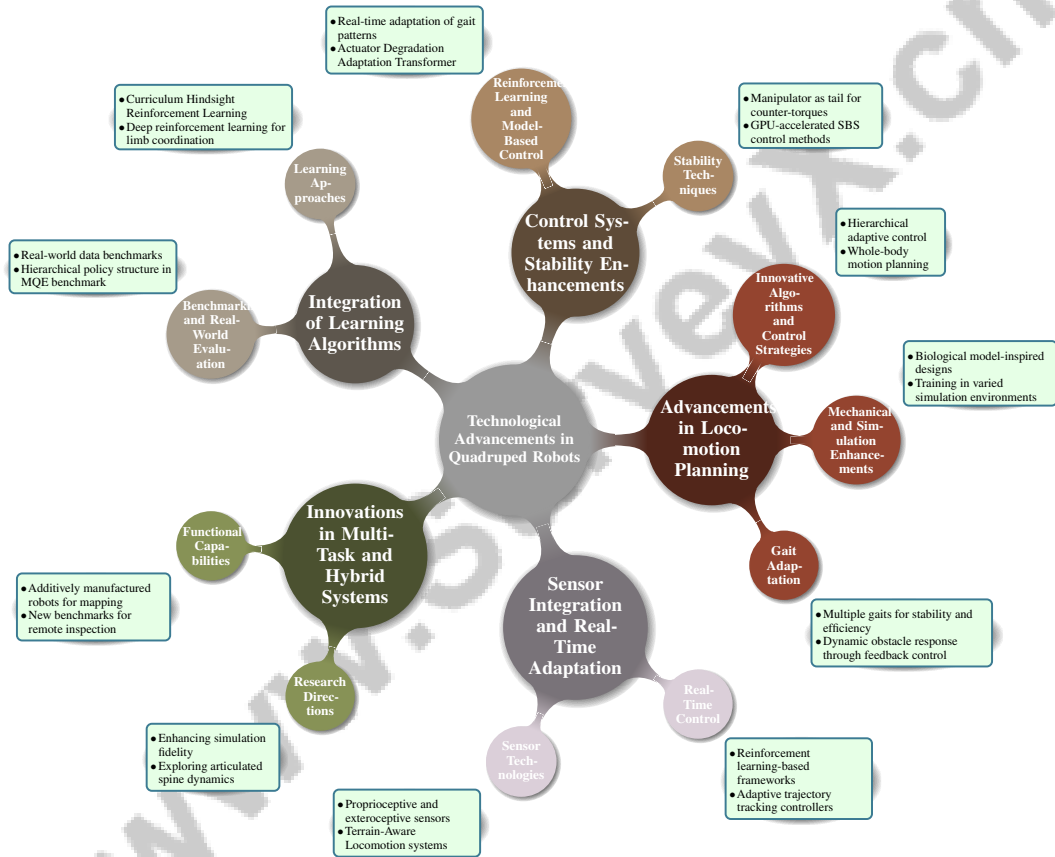 ● Real-time adaptation of gait
patterns
● Actuator Degradation
Adaptation Transformer
Reinforcement
Learning
and
Model-
Based
Control
● Manipulator as tail for
counter-torques
● GPU-accelerated SBS
control methods
Stability
Tech-
niques
● Curriculum Hindsight
Reinforcement Learning
● Deep reinforcement learning for
limb coordination
Learning
Ap-
proaches
Control Sys-
tems and
Stability En-
hancements
● Hierarchical
adaptive control
● Whole-body
motion planning
Innovative
Algo-
rithms
and
Control
Strategies
● Real-world data benchmarks
● Hierarchical policy structure in
MQE benchmark
Benchmarks
and Real-
World
Evalu-
ation
Integration
of Learning
Algorithms
● Biological model-inspired
designs
● Training in varied
simulation environments
Mechanical
and Sim-
ulation
Enhance-
ments
Advancements
in Loco-
motion
Planning
Technological
Advancements in
Quadruped Robots
Innovations
in Multi-
Task and
Hybrid
Systems
Functional
Capa-
bilities
Gait
Adap-
tation
● Additively manufactured
robots for mapping
● New benchmarks for
remote inspection
Sensor
Integration
and Real-
Time
Adaptation
● Multiple gaits for stability and
efficiency
● Dynamic obstacle response
through feedback control
Research
Direc-
tions
Real-
Time
Control
● Enhancing simulation
fidelity
● Exploring articulated
spine dynamics
Sensor Tech-
nologies
● Reinforcement
learning-based
frameworks
● Adaptive trajectory
tracking controllers
● Proprioceptive and
exteroceptive sensors
● Terrain-Aware
Locomotion systems